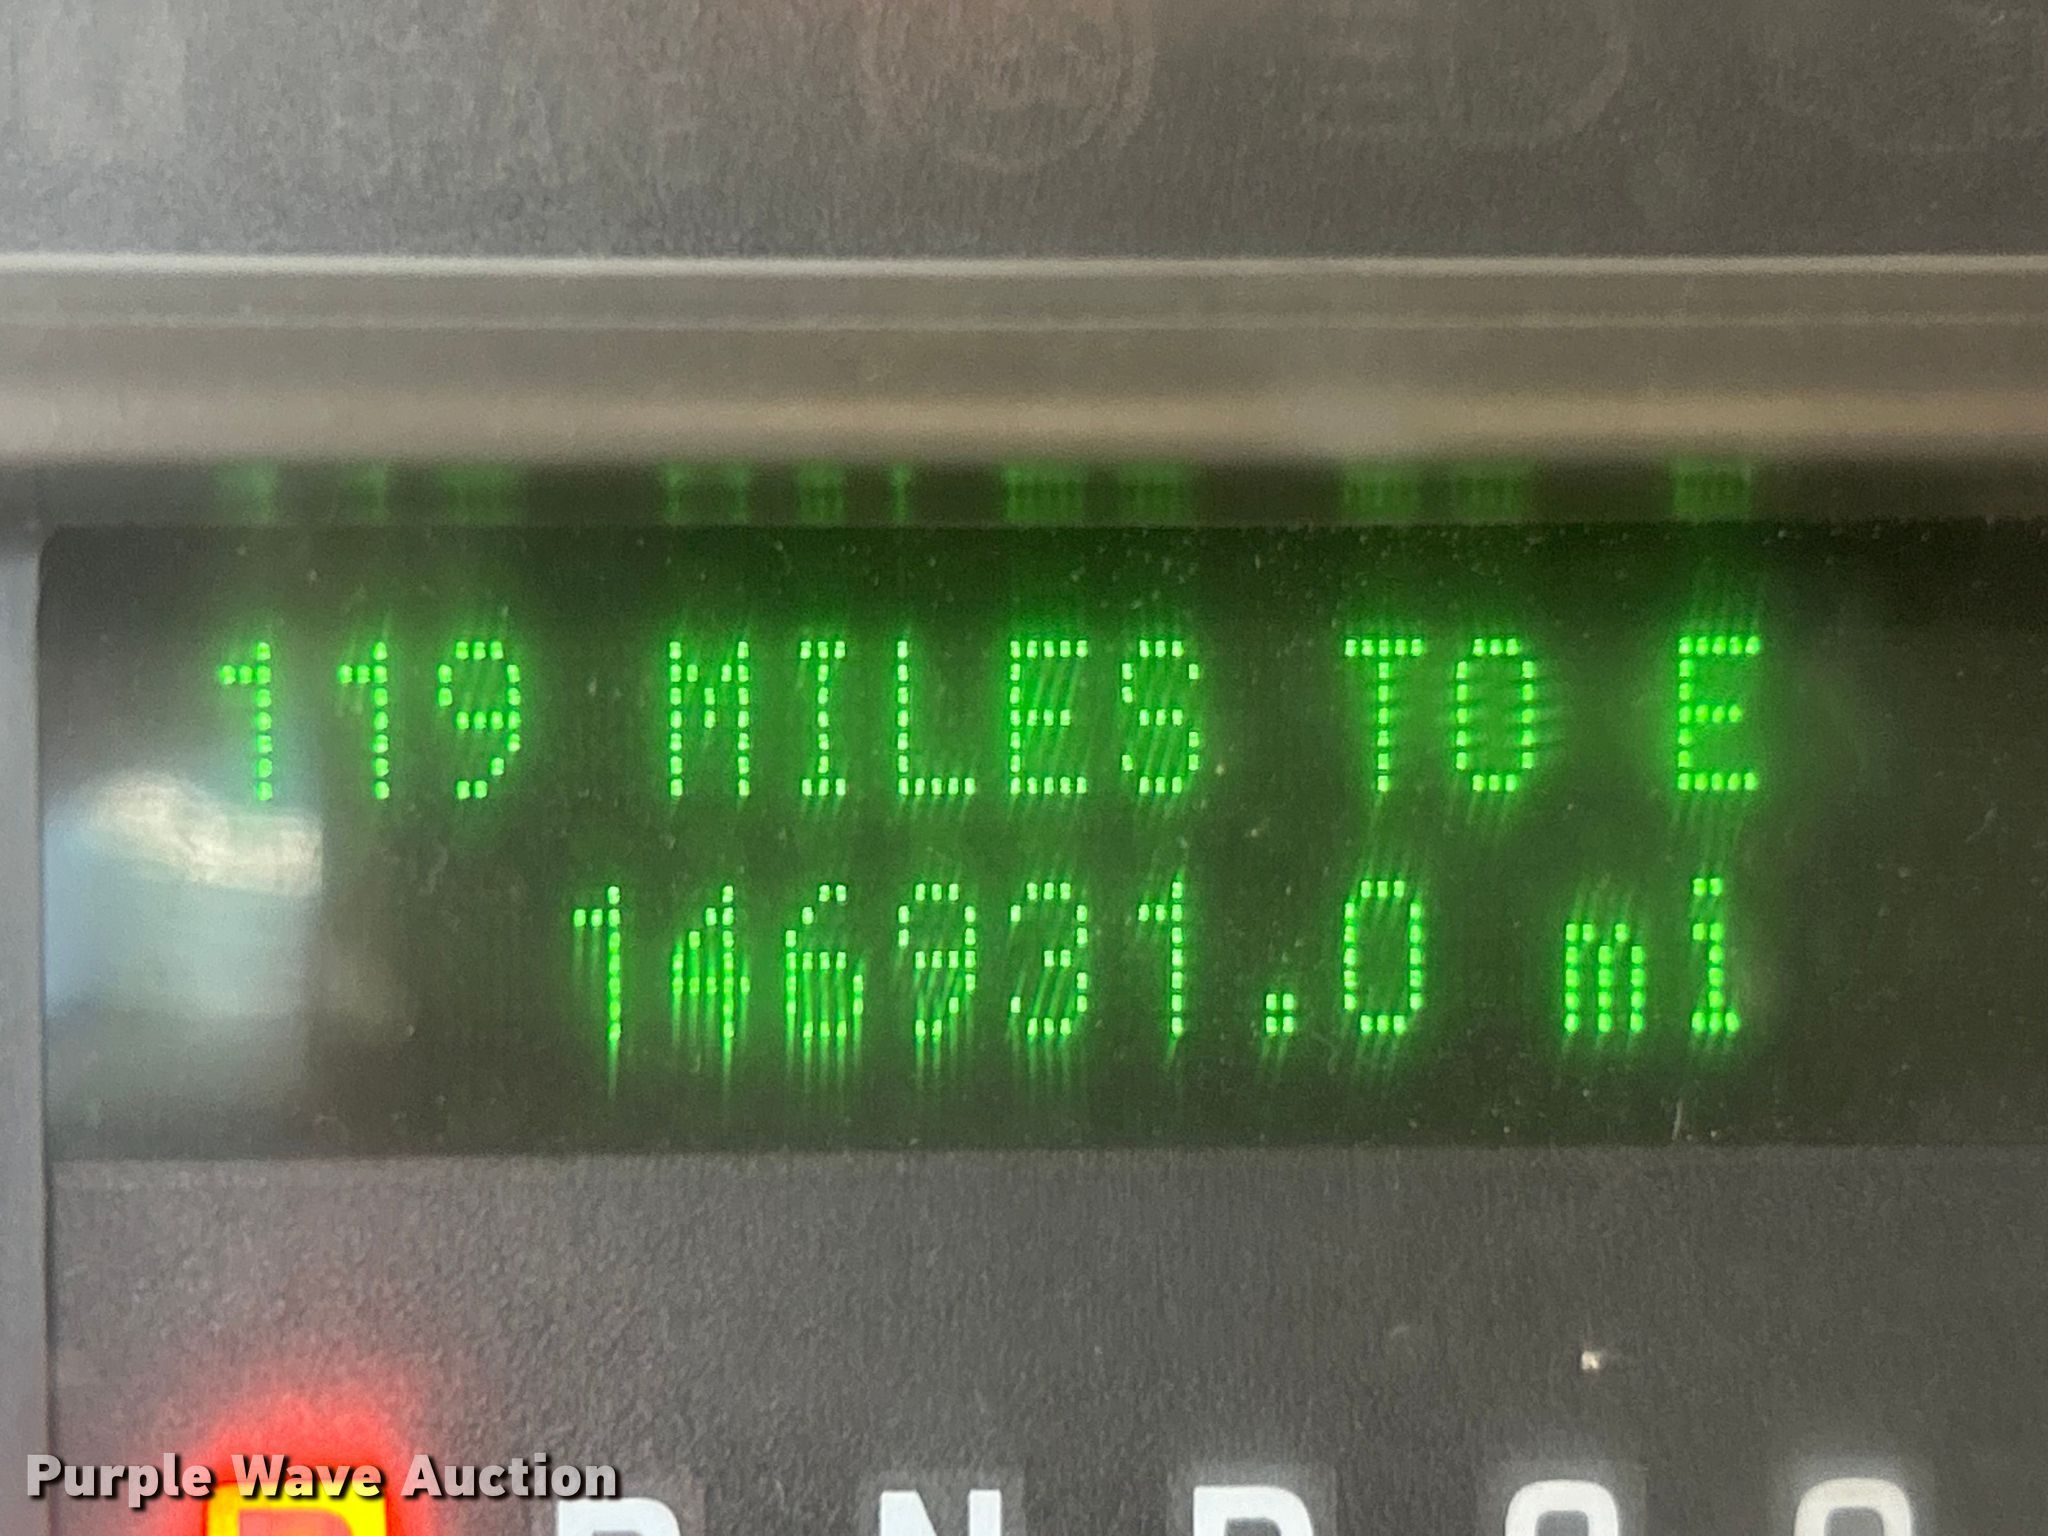 119 MILES TO E
146931.0 mi
Purple Wave Auction